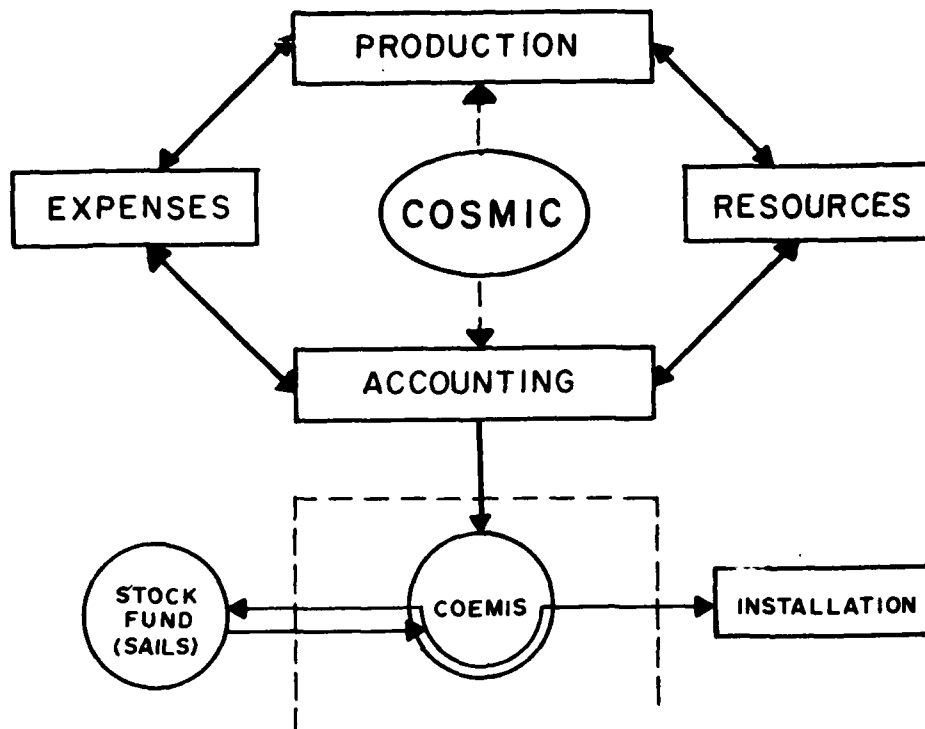 PRODUCTION
EXPENSES
COSMIC
RESOURCES
ACCOUNTING
STOCK
FUND
(SAILS)
COEMIS
INSTALLATION